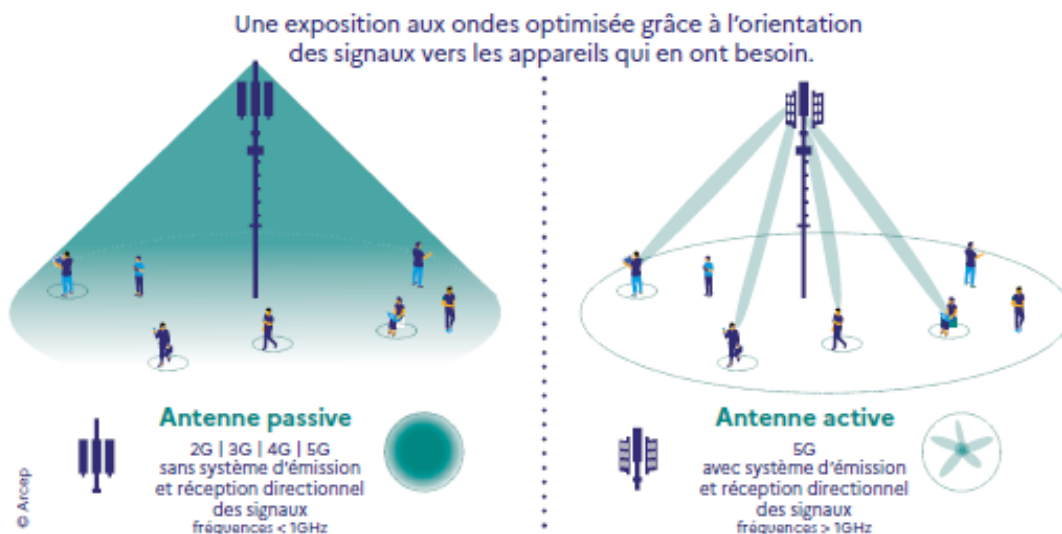 Une exposition aux ondes optimisée grâce à l'orientation
des signaux vers les appareils qui en ont besoin.
Antenne passive
2G | 3G | 4G | 5G
sans système d'émission
et réception directionnel
des signaux
fréquences < 1GHz
Antenne active
5G
avec système d'émission
et réception directionnel
des signaux
fréquences > 1GHz
© Arcep